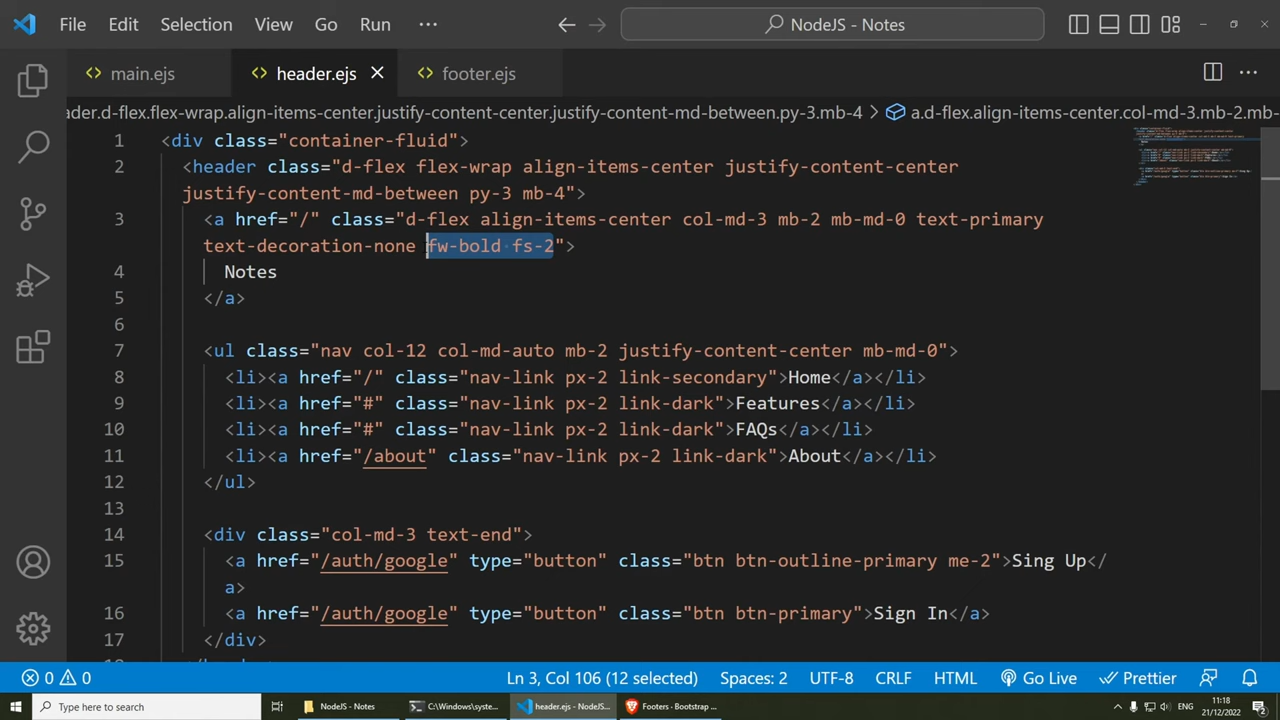 File Edit Selection View Go Run ··· NodeJS - Notes
main.ejs header.ejs footer.ejs
ader.d-flex.flex-wrap.align-items-center.justify-content-center.justify-content-md-between.py-3.mb-4 > a.d-flex.align-items-center.col-md-3.mb-2.mb-
1 <div class="container-fluid">
2 <header class="d-flex flex-wrap align-items-center justify-content-center
justify-content-md-between py-3 mb-4">
3 <a href="/" class="d-flex align-items-center col-md-3 mb-2 mb-md-0 text-primary
text-decoration-none fw-bold fs-2">
4 Notes
5 </a>
6
7 <ul class="nav col-12 col-md-auto mb-2 justify-content-center mb-md-0">
8 <li><a href="/" class="nav-link px-2 link-secondary">Home</a></li>
9 <li><a href="#" class="nav-link px-2 link-dark">Features</a></li>
10 <li><a href="#" class="nav-link px-2 link-dark">FAQs</a></li>
11 <li><a href="/about" class="nav-link px-2 link-dark">About</a></li>
12 </ul>
13
14 <div class="col-md-3 text-end">
15 <a href="/auth/google" type="button" class="btn btn-outline-primary me-2">Sing Up</
a>
16 <a href="/auth/google" type="button" class="btn btn-primary">Sign In</a>
17 </div>
0 0 Ln 3, Col 106 (12 selected) Spaces: 2 UTF-8 CRLF HTML Go Live Prettier
Type here to search NodeJS - Notes C:\Windows\syste... header.ejs - NodeJS... Footers · Bootstrap ... ENG 11:18
21/12/2022 2